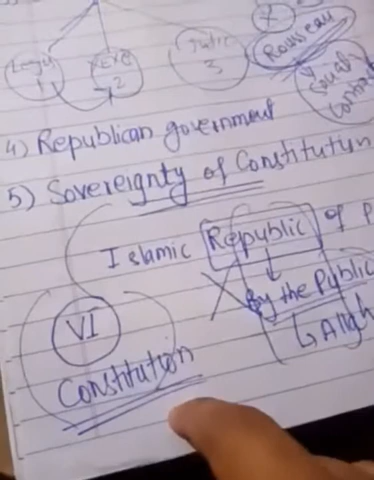 Legis
1
Exec
2
Judic
3
X
Rousseau
Social
Contract
4) Republican government
5) Sovereignty of Constitution
Islamic Republic of P
By the Public
VI
Constitution